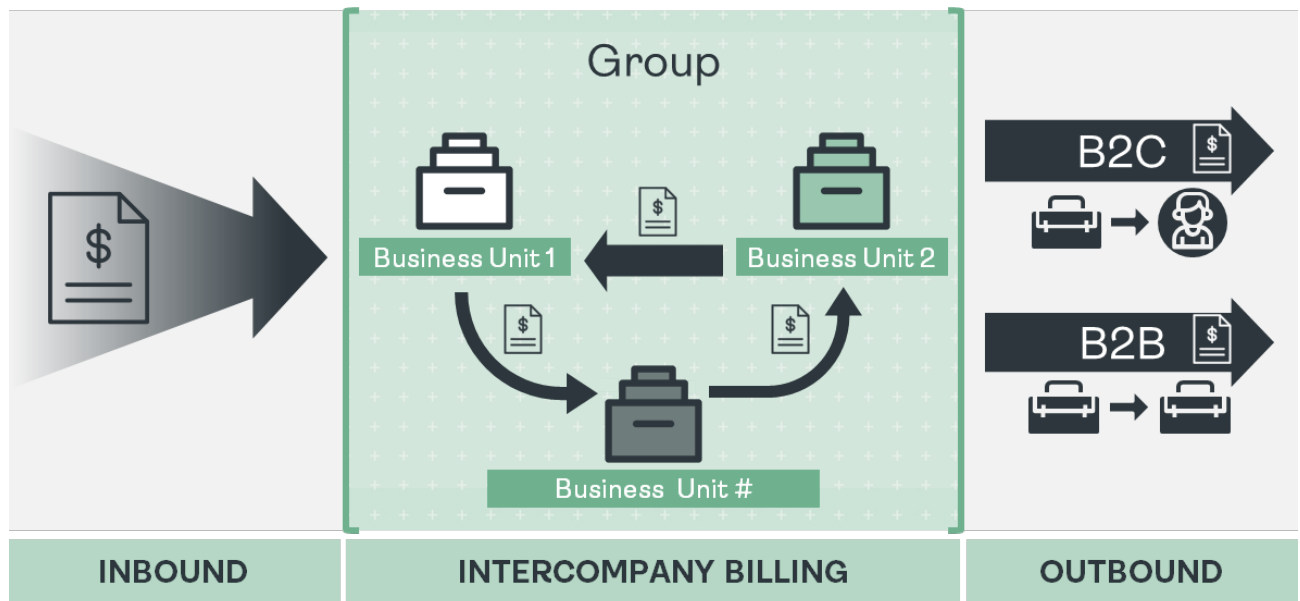 Group
$
$
Business Unit 1
Business Unit 2
$
$
Business Unit #
B2C
$
B2B
$
INBOUND
INTERCOMPANY BILLING
OUTBOUND